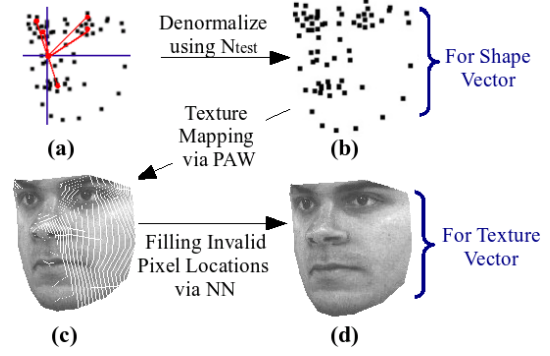 Denormalize
using Ntest
For Shape
Vector
(a)
Texture
Mapping
via PAW
(b)
Filling Invalid
Pixel Locations
via NN
For Texture
Vector
(c)
(d)